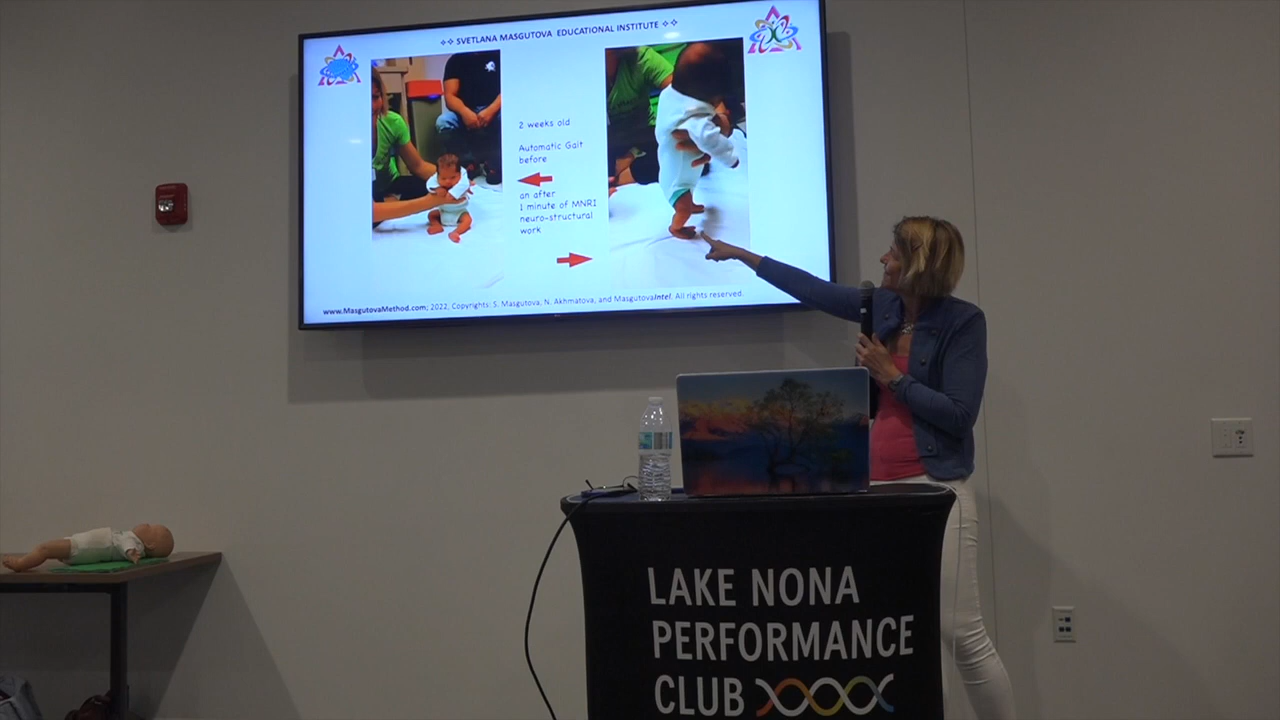 ✧✧ SVETLANA MASGUTOVA EDUCATIONAL INSTITUTE ✧✧
2 weeks old
Automatic Gait
before
an after
1 minute of MNRI
neuro-structural
work
www.MasgutovaMethod.com; 2022, Copyrights: S. Masgutova, N. Akhmatova, and MasgutovaIntel. All rights reserved.
LAKE NONA
PERFORMANCE
CLUB